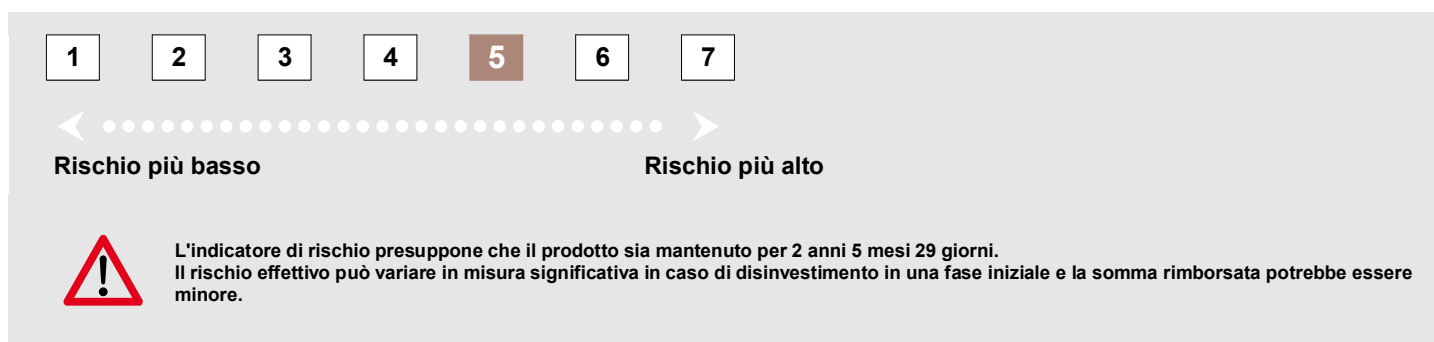 1 2 3 4 5 6 7
Rischio più basso Rischio più alto
L'indicatore di rischio presuppone che il prodotto sia mantenuto per 2 anni 5 mesi 29 giorni.
Il rischio effettivo può variare in misura significativa in caso di disinvestimento in una fase iniziale e la somma rimborsata potrebbe essere
minore.